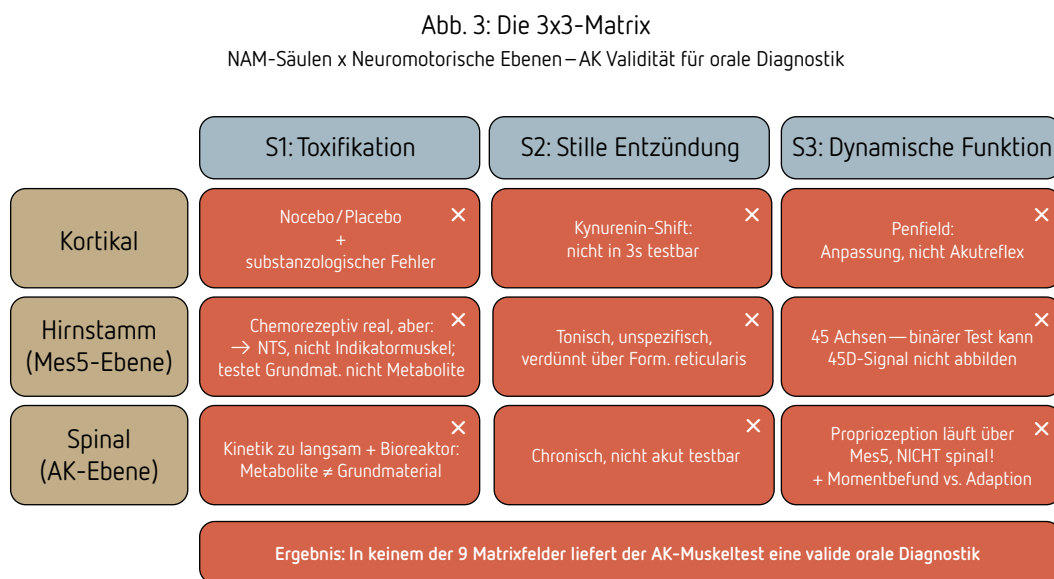 Abb. 3: Die 3x3-Matrix
NAM-Säulen x Neuromotorische Ebenen – AK Validität für orale Diagnostik
S1: Toxifikation
S2: Stille Entzündung
S3: Dynamische Funktion
Kortikal
Nocebo/Placebo
+
substanzologischer Fehler
×
Kynurenin-Shift:
nicht in 3s testbar
×
Penfield:
Anpassung, nicht Akutreflex
×
Hirnstamm
(Mes5-Ebene)
Chemorezeptiv real, aber:
→ NTS, nicht Indikatormuskel;
testet Grundmat. nicht Metabolite
×
Tonisch, unspezifisch,
verdünnt über Form. reticularis
×
45 Achsen — binärer Test kann
45D-Signal nicht abbilden
×
Spinal
(AK-Ebene)
Kinetik zu langsam + Bioreaktor:
Metabolite ≠ Grundmaterial
×
Chronisch, nicht akut testbar
×
Propriozeption läuft über
Mes5, NICHT spinal!
+ Momentbefund vs. Adaption
×
Ergebnis: In keinem der 9 Matrixfelder liefert der AK-Muskeltest eine valide orale Diagnostik